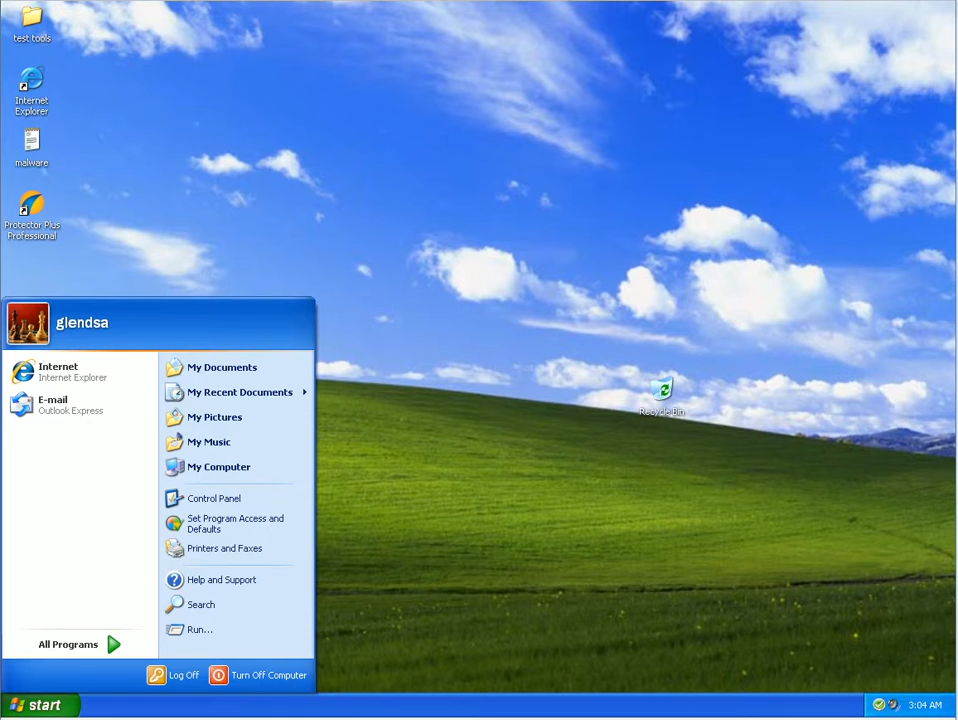 test tools
Internet
Explorer
malware
Protector Plus
Professional
glendsa
Internet
Internet Explorer
E-mail
Outlook Express
All Programs
My Documents
My Recent Documents
My Pictures
My Music
My Computer
Control Panel
Set Program Access and
Defaults
Printers and Faxes
Help and Support
Search
Run...
Log Off
Turn Off Computer
Recycle Bin
start
3:04 AM